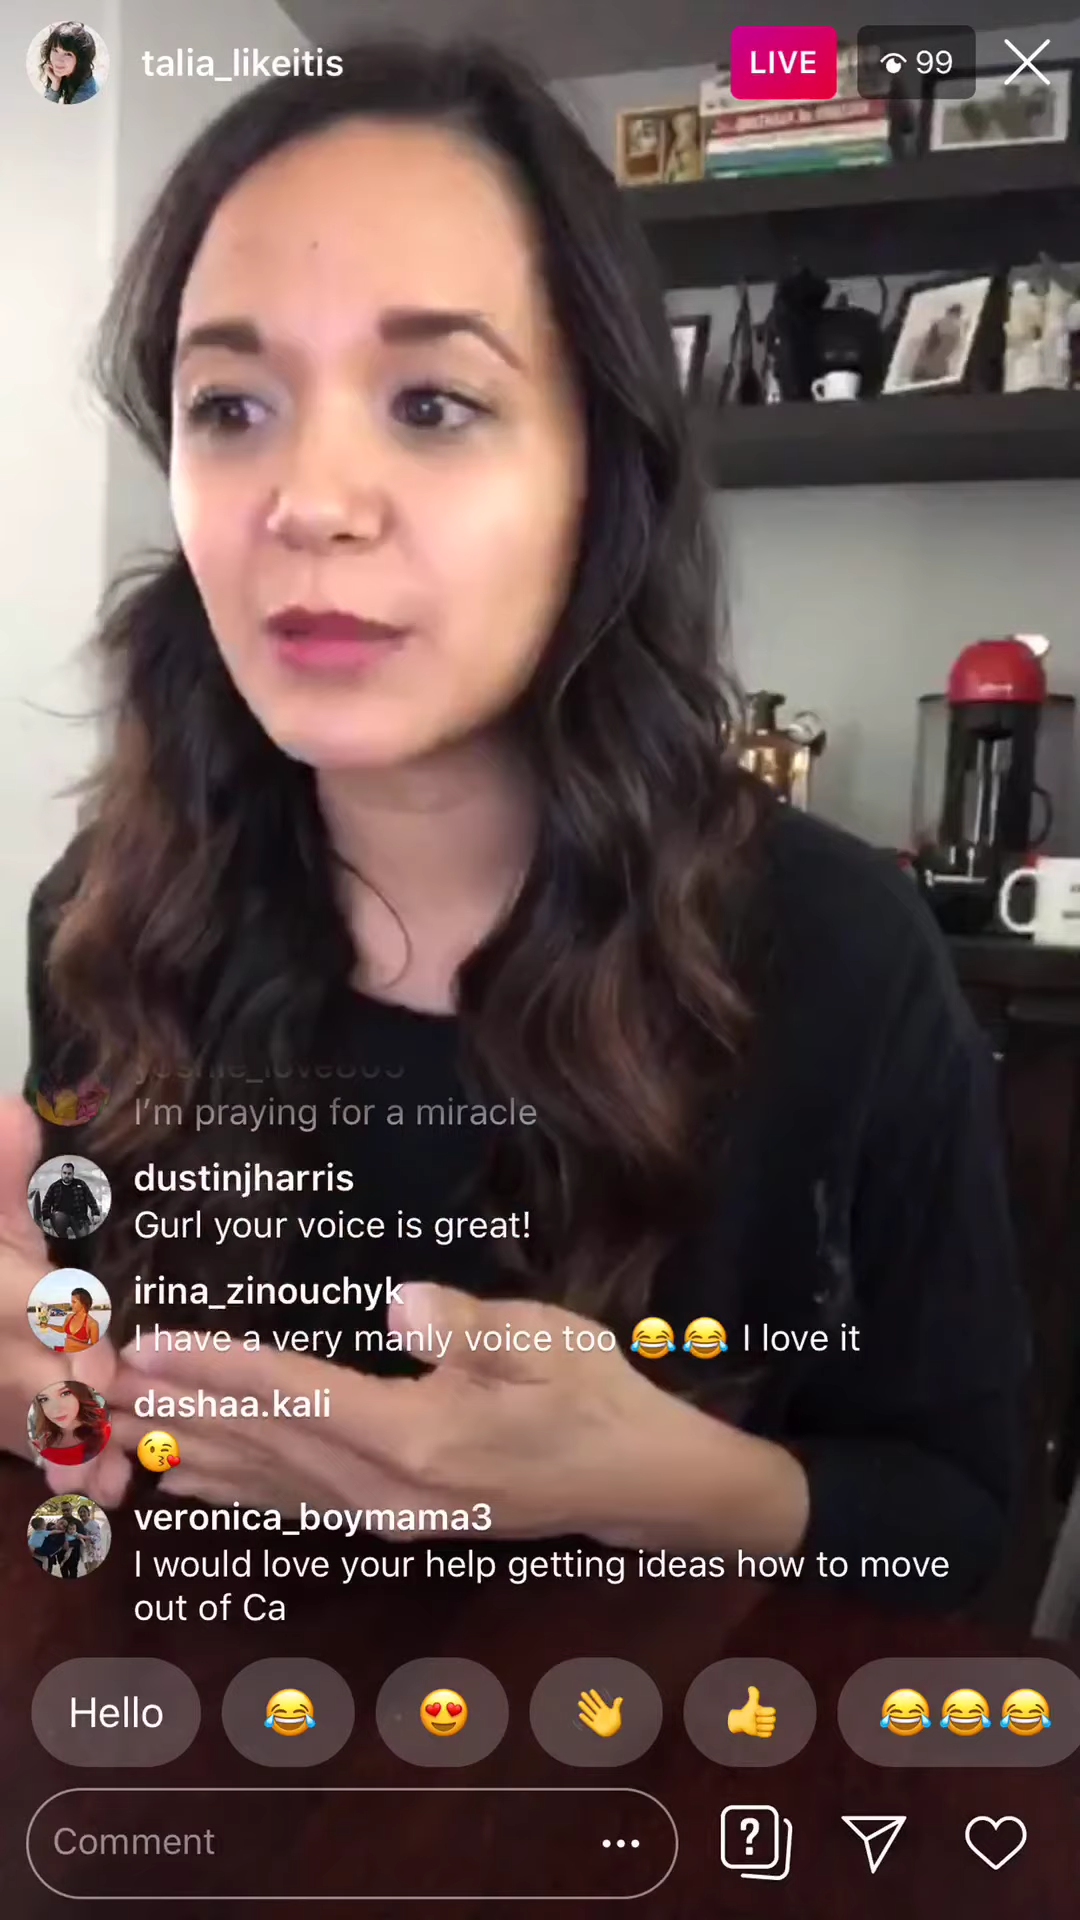 talia_likeitis
LIVE
99
I'm praying for a miracle
dustinjharris
Gurl your voice is great!
irina_zinouchyk
I have a very manly voice too 😂😂 I love it
dashaa.kali
😘
veronica_boymama3
I would love your help getting ideas how to move
out of Ca
Hello 😂 😍 👋 👍 😂😂😂
Comment